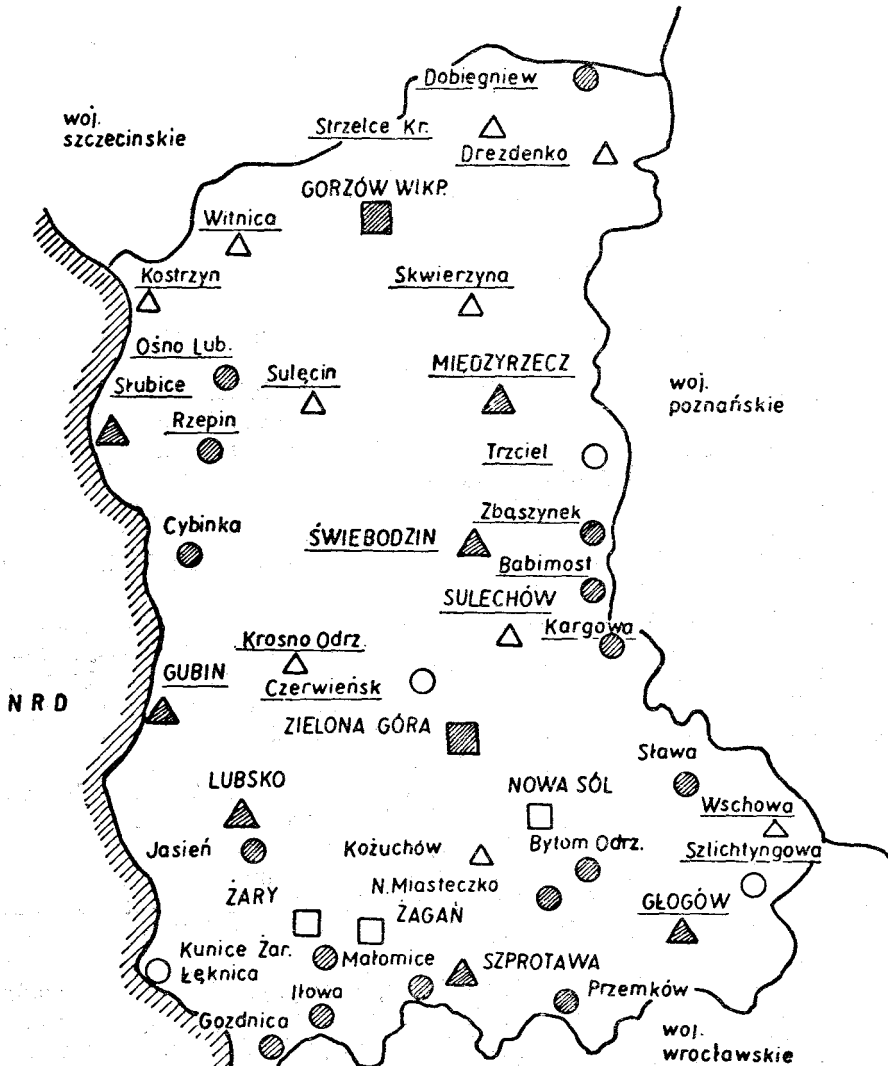 Dobiegniew
woj.
szczecinskie
Strzelce Kr.
Drezdenko
GORZÓW WLKP.
Witnica
Kostrzyn
Skwierzyna
Ośno Lub.
Sulęcin
MIĘDZYRZECZ
Słubice
Rzepin
woj.
poznańskie
Trzciel
Cybinka
Zbąszynek
ŚWIEBODZIN
Babimost
SULECHÓW
Kargowa
Krosno Odrz.
GUBIN
Czerwieńsk
NRD
ZIELONA GÓRA
Sława
LUBSKO
NOWA SÓL
Wschowa
Jasień
Kożuchów
Bytom Odrz.
Szlichtyngowa
N. Miasteczko
ŻARY
ŻAGAŃ
GŁOGÓW
Kunice Żar.
Łęknica
Małomice
SZPROTAWA
Iłowa
Przemków
Gozdnica
woj.
wrocławskie